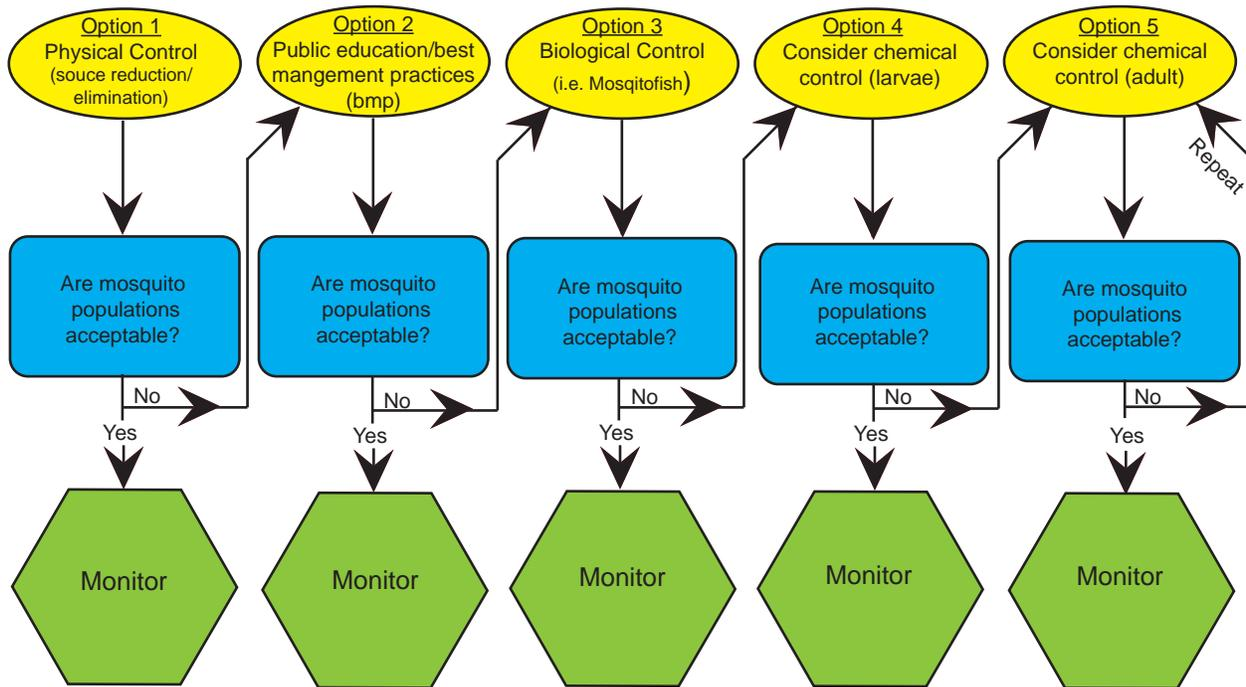 Option 1
Physical Control
(souce reduction/
elimination)
Option 2
Public education/best
mangement practices
(bmp)
Option 3
Biological Control
(i.e. Mosqitofish)
Option 4
Consider chemical
control (larvae)
Option 5
Consider chemical
control (adult)
Repeat
Are mosquito
populations
acceptable?
Are mosquito
populations
acceptable?
Are mosquito
populations
acceptable?
Are mosquito
populations
acceptable?
Are mosquito
populations
acceptable?
No
No
No
No
No
Yes
Yes
Yes
Yes
Yes
Monitor
Monitor
Monitor
Monitor
Monitor